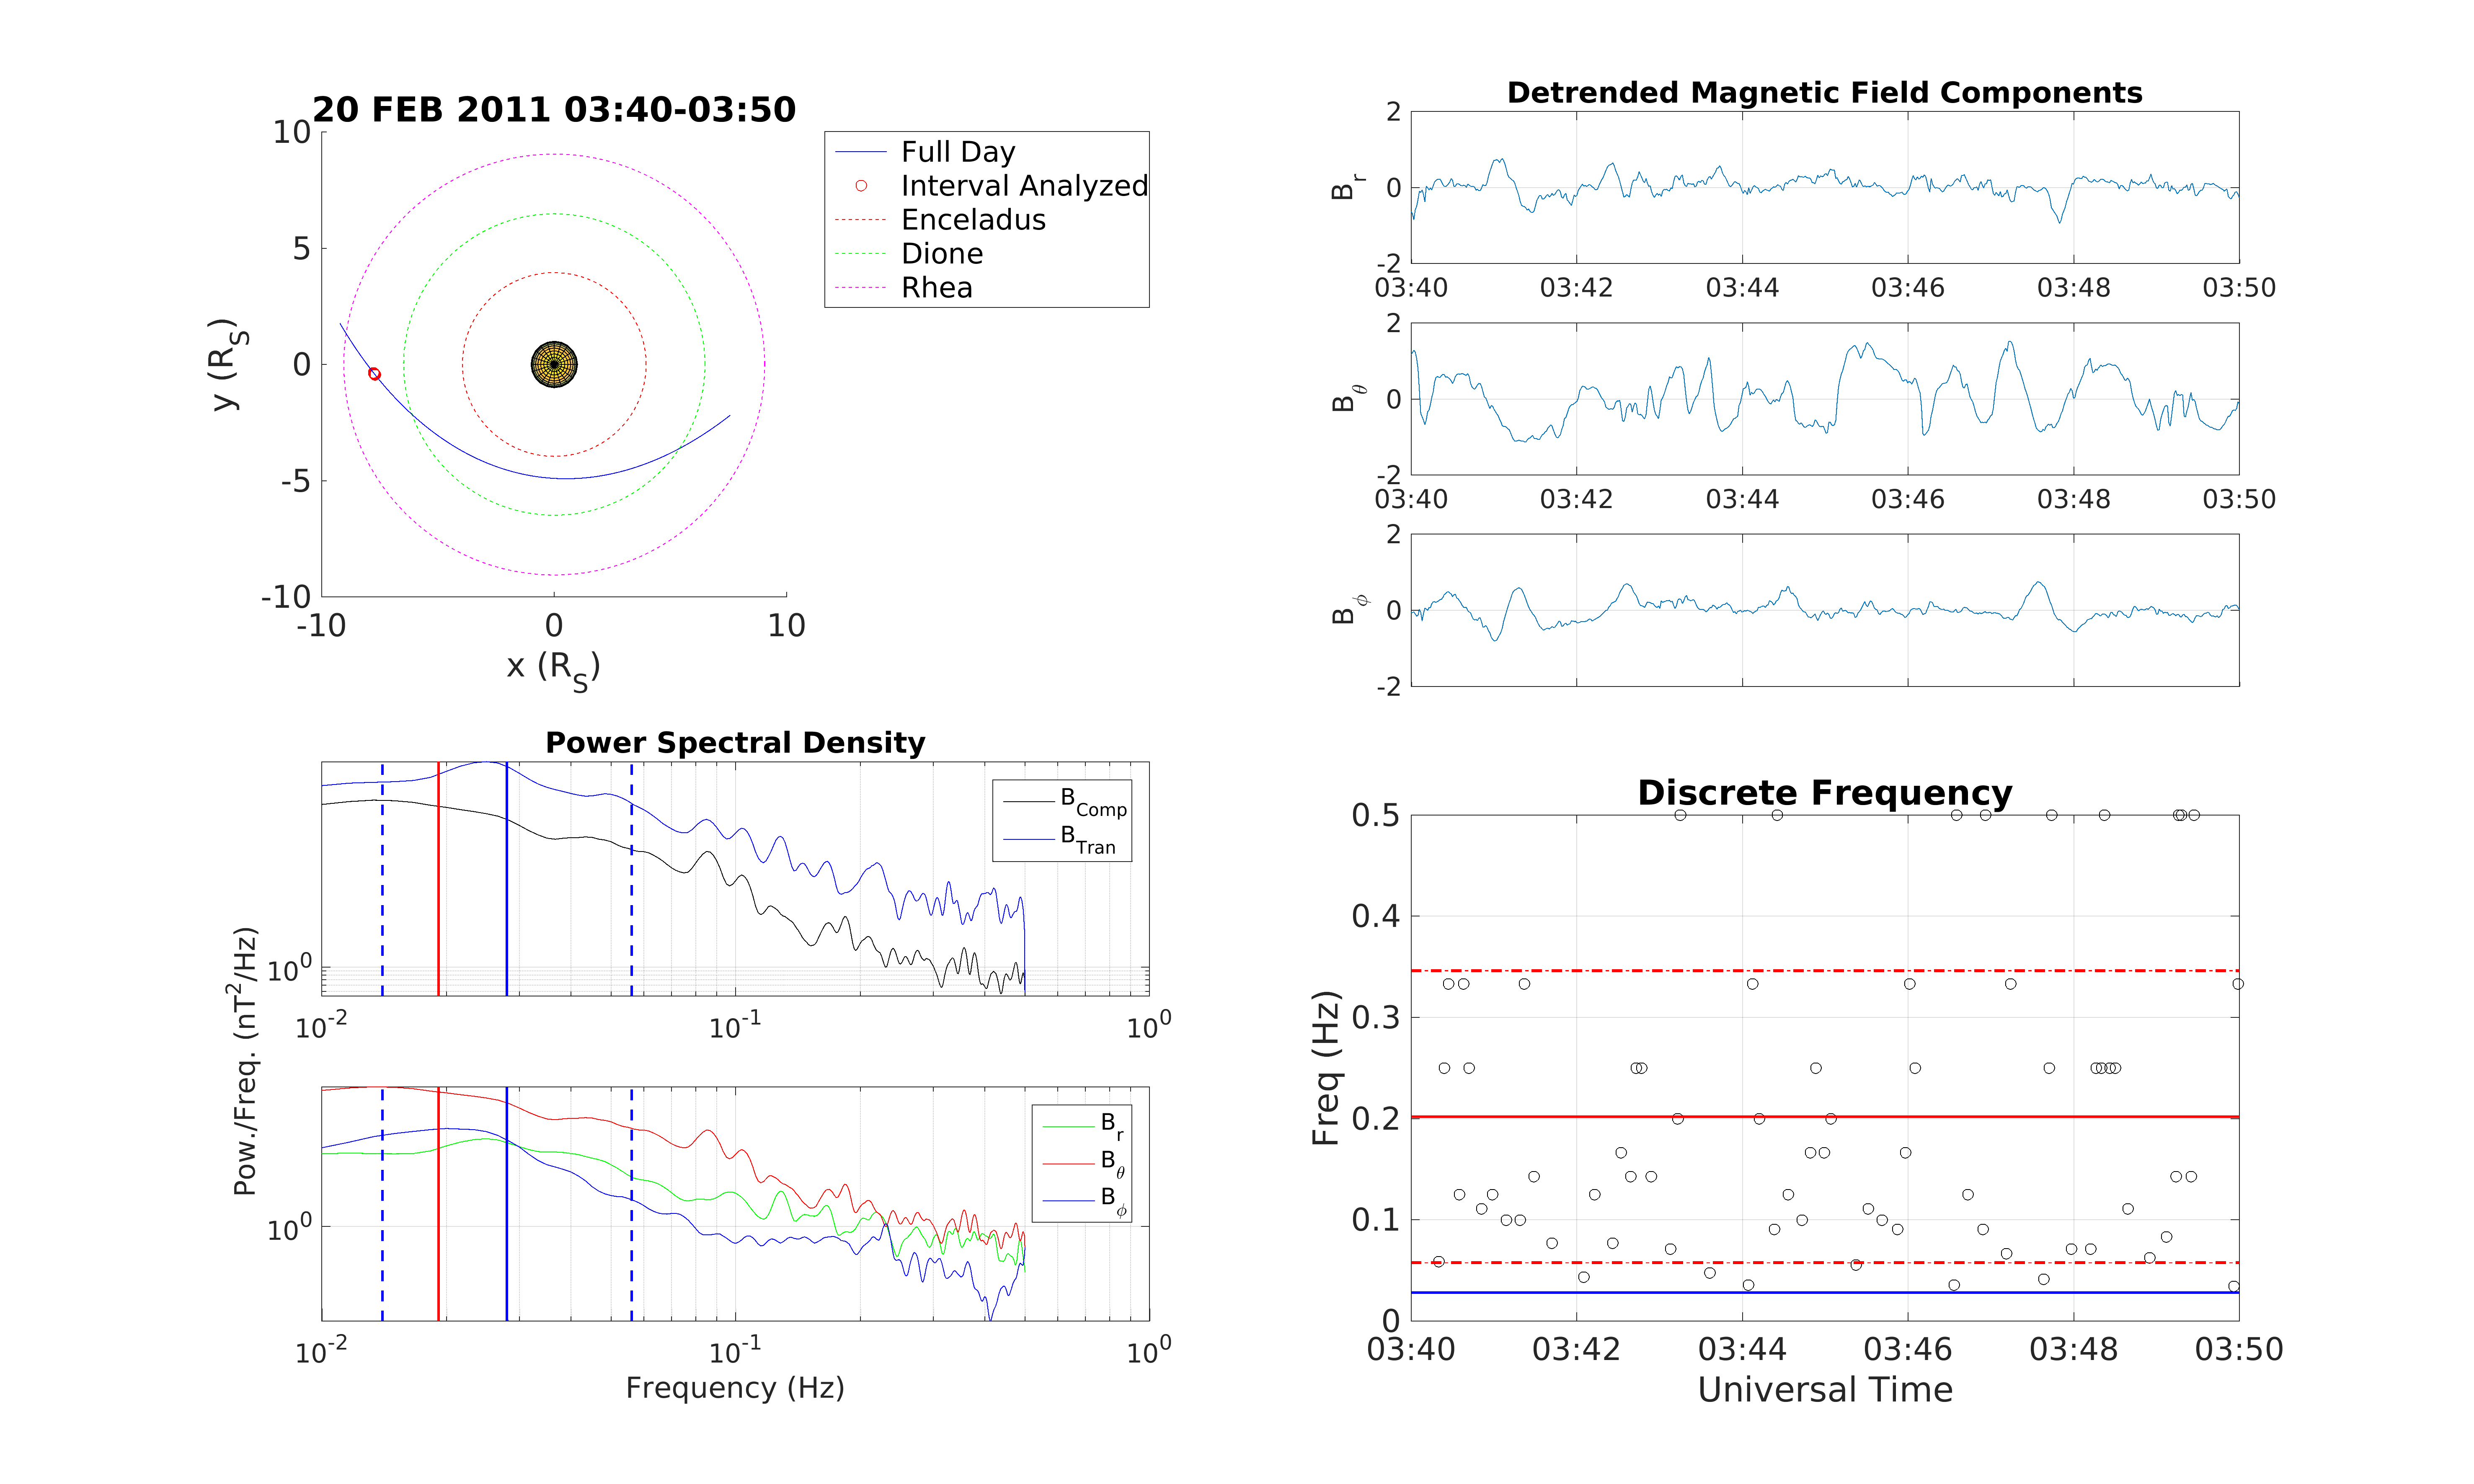 20 FEB 2011 03:40-03:50
10
5
0
-5
-10
y (R_S)
-10 0 10
x (R_S)
Full Day
Interval Analyzed
Enceladus
Dione
Rhea
Detrended Magnetic Field Components
2
0
-2
B_r
03:40 03:42 03:44 03:46 03:48 03:50
2
0
-2
B_θ
03:40 03:42 03:44 03:46 03:48 03:50
2
0
-2
B_ϕ
Power Spectral Density
10^0
B_Comp
B_Tran
10^-2 10^-1 10^0
Pow./Freq. (nT^2/Hz)
10^0
B_r
B_θ
B_ϕ
10^-2 10^-1 10^0
Frequency (Hz)
Discrete Frequency
0.5
0.4
0.3
0.2
0.1
0
Freq (Hz)
03:40 03:42 03:44 03:46 03:48 03:50
Universal Time